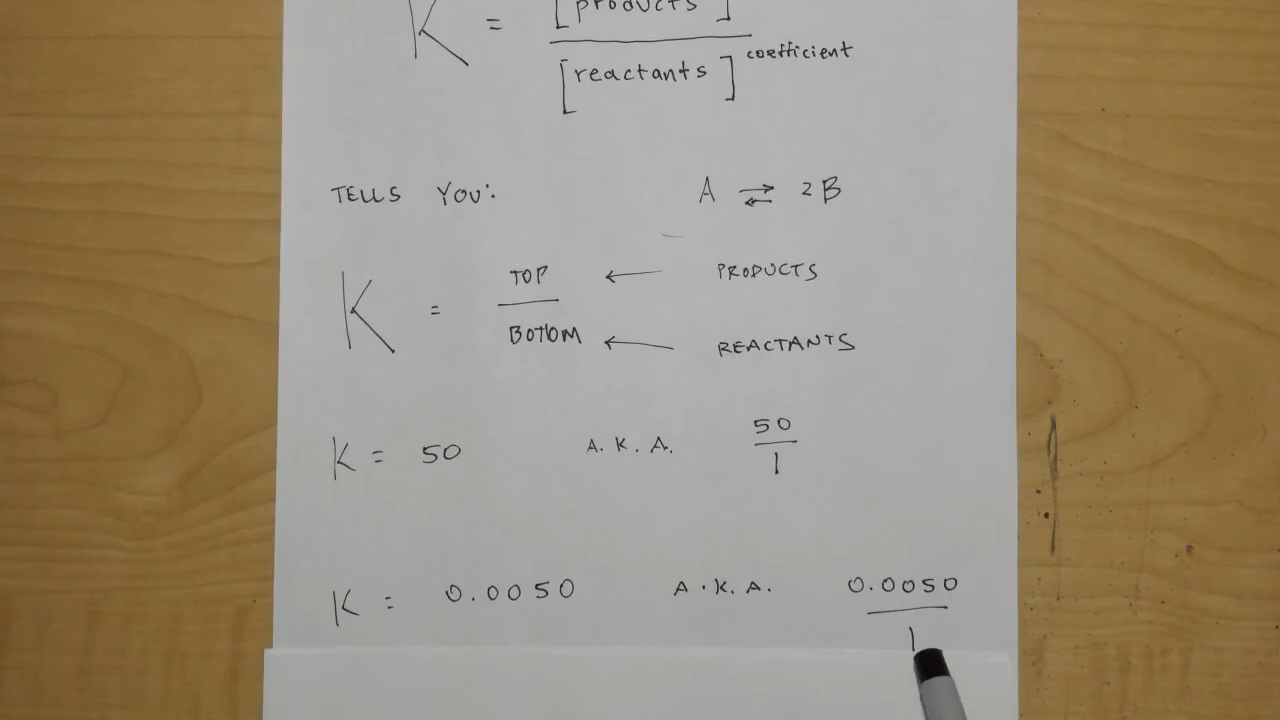 K = [products]
[reactants] coefficient
TELLS YOU: A ⇄ 2B
K = TOP ← PRODUCTS
BOTTOM ← REACTANTS
K = 50 A.K.A. 50
1
K = 0.0050 A.K.A. 0.0050
1